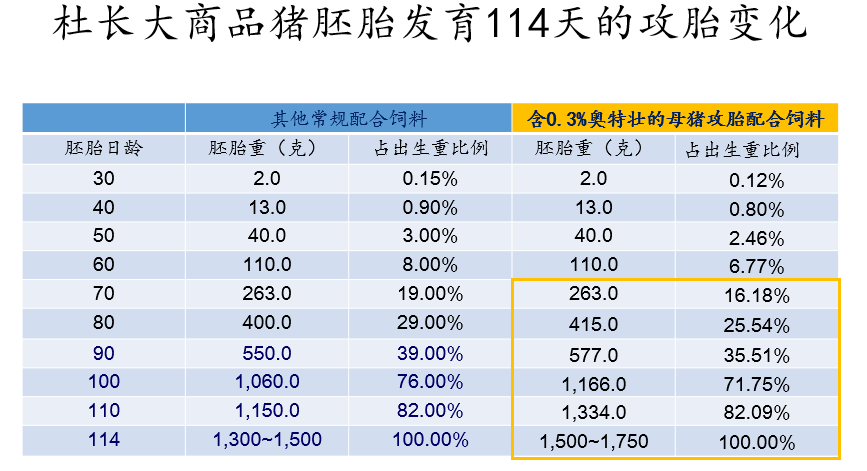 杜长大商品猪胚胎发育114天的攻胎变化
其他常规配合饲料 含0.3%奥特壮的母猪攻胎配合饲料
胚胎日龄 胚胎重（克） 占出生重比例 胚胎重（克） 占出生重比例
30 2.0 0.15% 2.0 0.12%
40 13.0 0.90% 13.0 0.80%
50 40.0 3.00% 40.0 2.46%
60 110.0 8.00% 110.0 6.77%
70 263.0 19.00% 263.0 16.18%
80 400.0 29.00% 415.0 25.54%
90 550.0 39.00% 577.0 35.51%
100 1,060.0 76.00% 1,166.0 71.75%
110 1,150.0 82.00% 1,334.0 82.09%
114 1,300~1,500 100.00% 1,500~1,750 100.00%